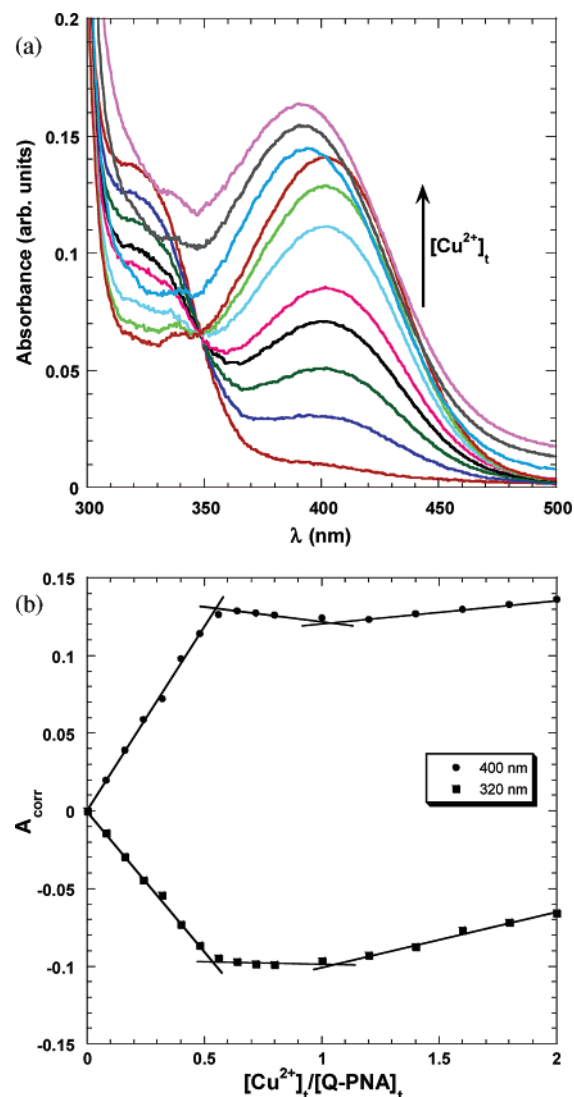 (a)
0.2
0.15
0.1
0.05
0
Absorbance (arb. units)
[Cu²⁺]ₜ
300 350 400 450 500
λ (nm)
(b)
0.15
0.1
0.05
0
-0.05
-0.1
-0.15
A_corr
400 nm
320 nm
0 0.5 1 1.5 2
[Cu²⁺]ₜ/[Q-PNA]ₜ